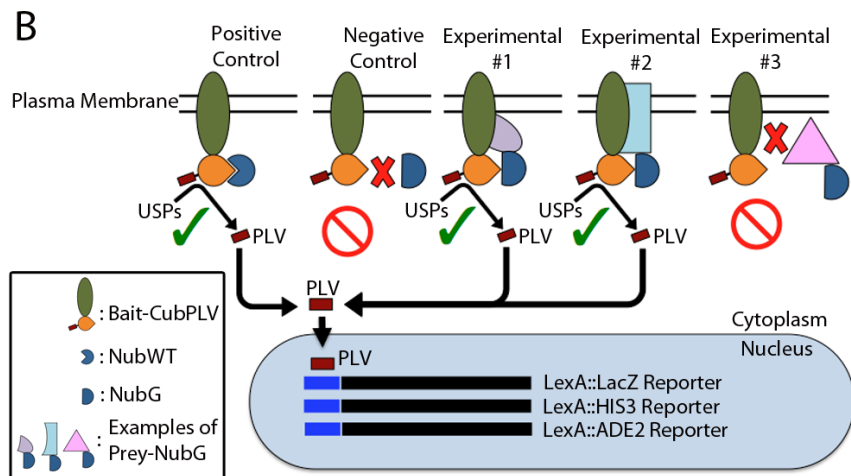 B
Positive
Control
Negative
Control
Experimental
#1
Experimental
#2
Experimental
#3
Plasma Membrane
USPs
PLV
USPs
PLV
USPs
PLV
PLV
Cytoplasm
Nucleus
PLV
LexA::LacZ Reporter
LexA::HIS3 Reporter
LexA::ADE2 Reporter
: Bait-CubPLV
: NubWT
: NubG
: Examples of
Prey-NubG